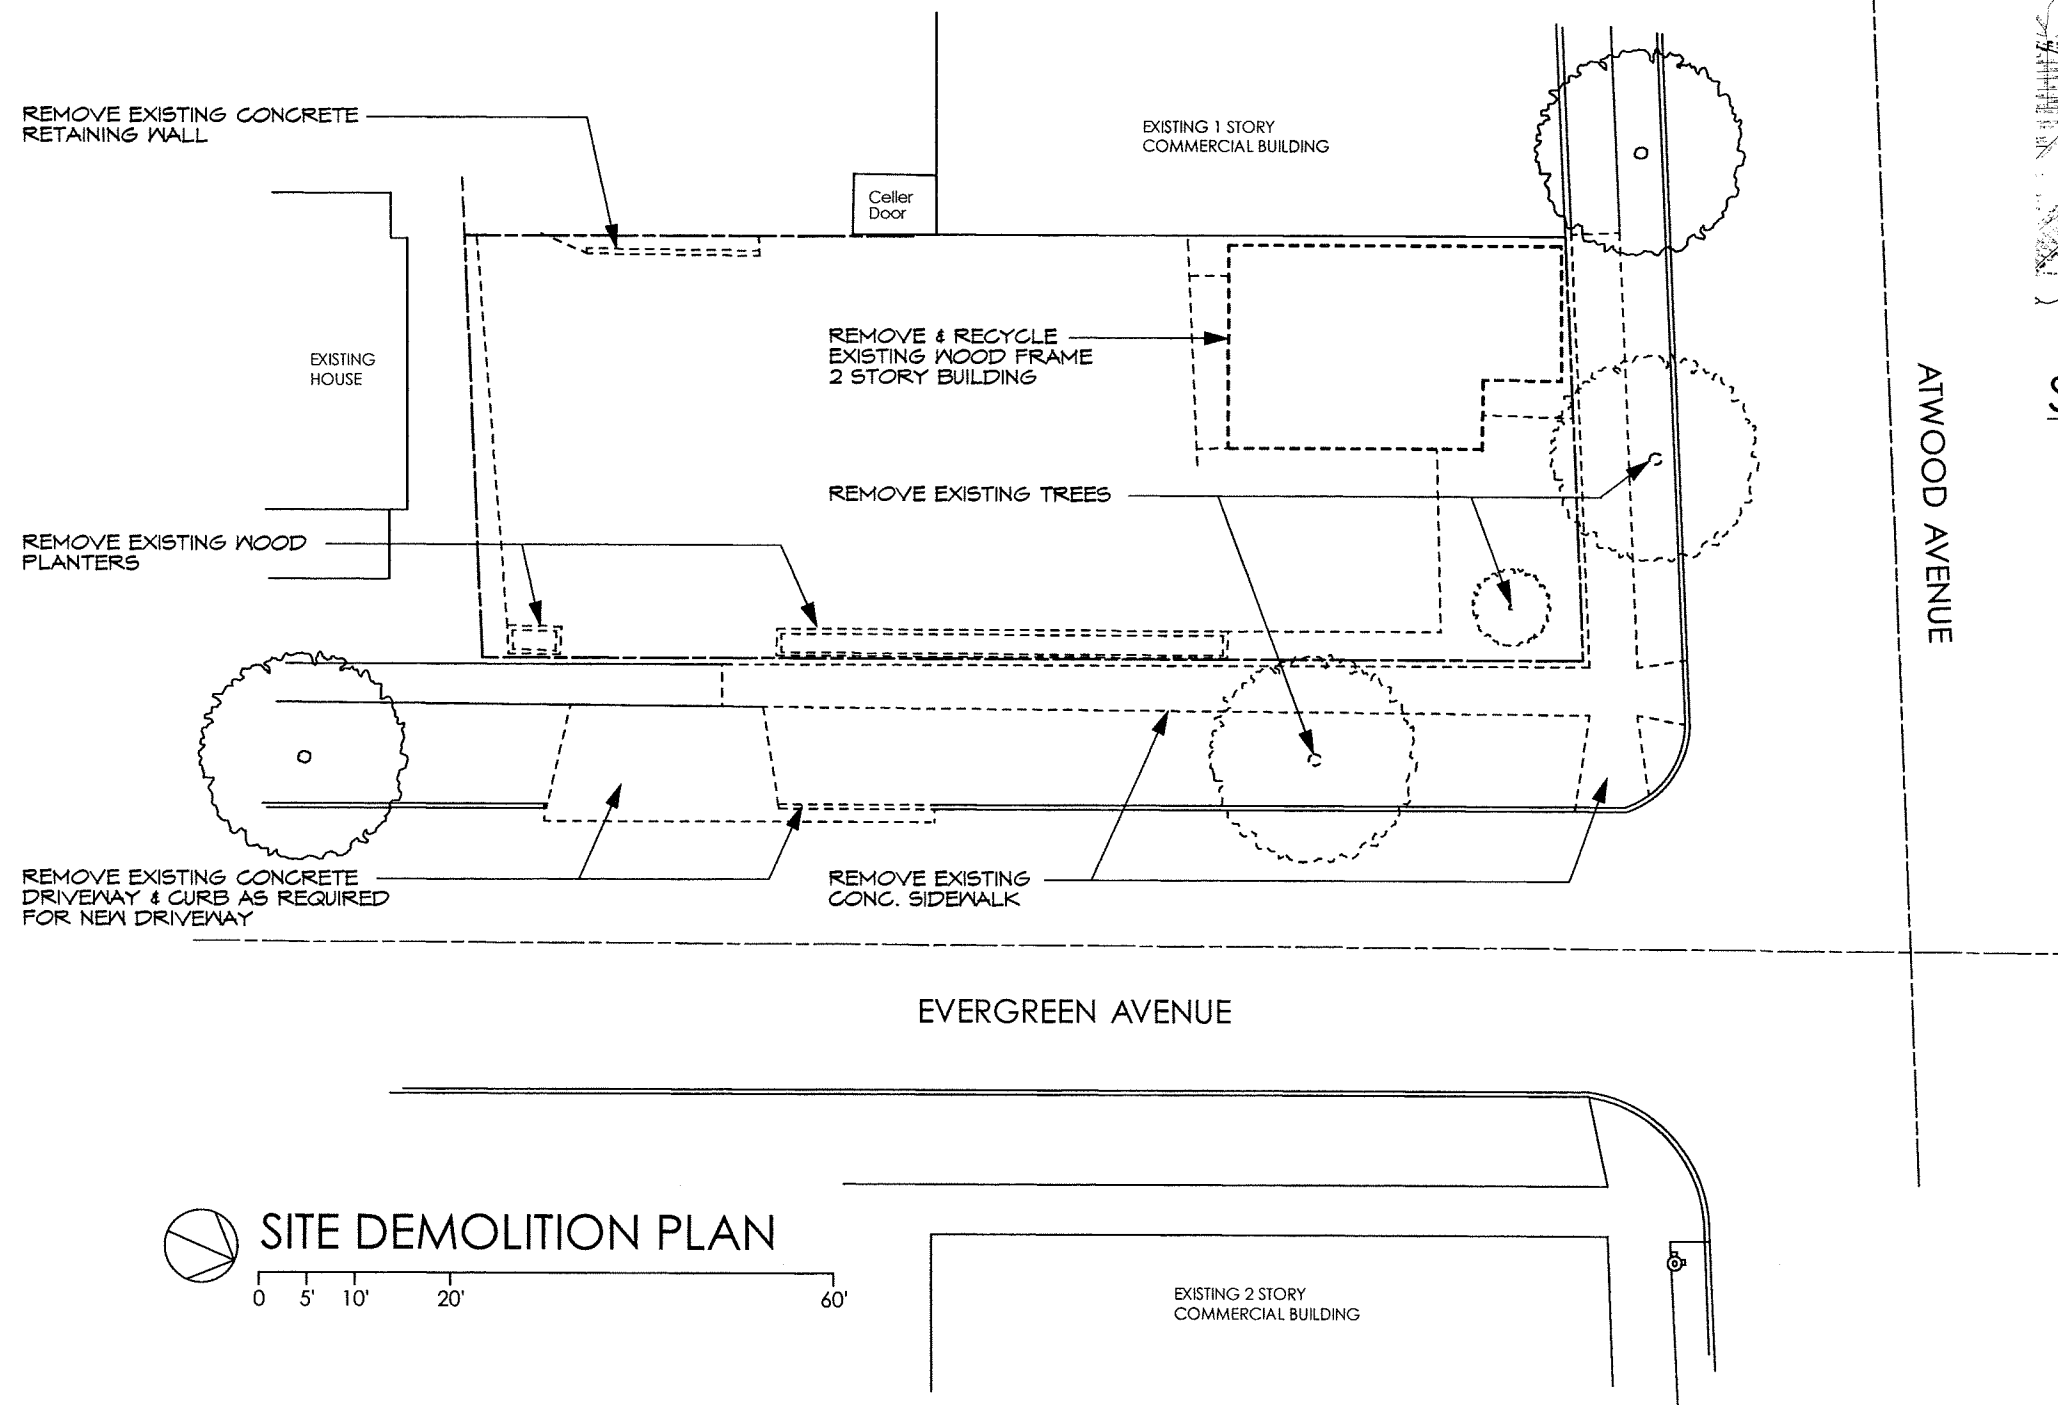 REMOVE EXISTING CONCRETE
RETAINING WALL
EXISTING 1 STORY
COMMERCIAL BUILDING
Celler
Door
EXISTING
HOUSE
REMOVE & RECYCLE
EXISTING WOOD FRAME
2 STORY BUILDING
ATWOOD AVENUE
REMOVE EXISTING TREES
REMOVE EXISTING WOOD
PLANTERS
REMOVE EXISTING CONCRETE
DRIVEWAY & CURB AS REQUIRED
FOR NEW DRIVEWAY
REMOVE EXISTING
CONC. SIDEWALK
EVERGREEN AVENUE
SITE DEMOLITION PLAN
0 5' 10' 20' 60'
EXISTING 2 STORY
COMMERCIAL BUILDING